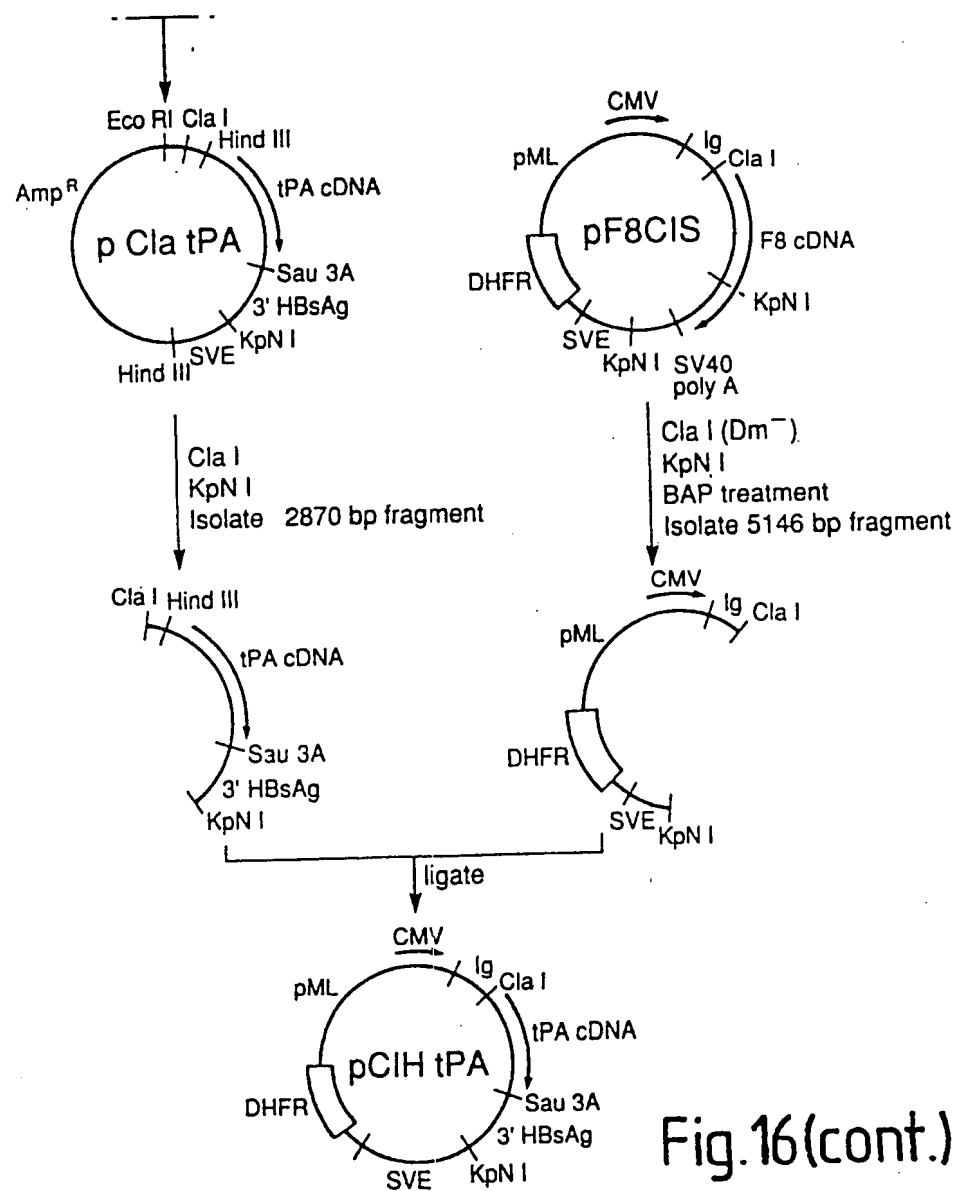 Eco RI Cla I
Hind III
Amp R
tPA cDNA
p Cla tPA
Sau 3A
3' HBsAg
KpN I
SVE
Hind III
CMV
Ig
Cla I
pML
pF8CIS
F8 cDNA
DHFR
KpN I
SVE
KpN I
SV40
poly A
Cla I
KpN I
Isolate 2870 bp fragment
Cla I (Dm⁻)
KpN I
BAP treatment
Isolate 5146 bp fragment
Cla I Hind III
tPA cDNA
Sau 3A
3' HBsAg
KpN I
CMV
Ig
Cla I
pML
DHFR
SVE
KpN I
ligate
CMV
Ig
Cla I
pML
tPA cDNA
pCIH tPA
DHFR
Sau 3A
3' HBsAg
KpN I
SVE
Fig.16(cont.)